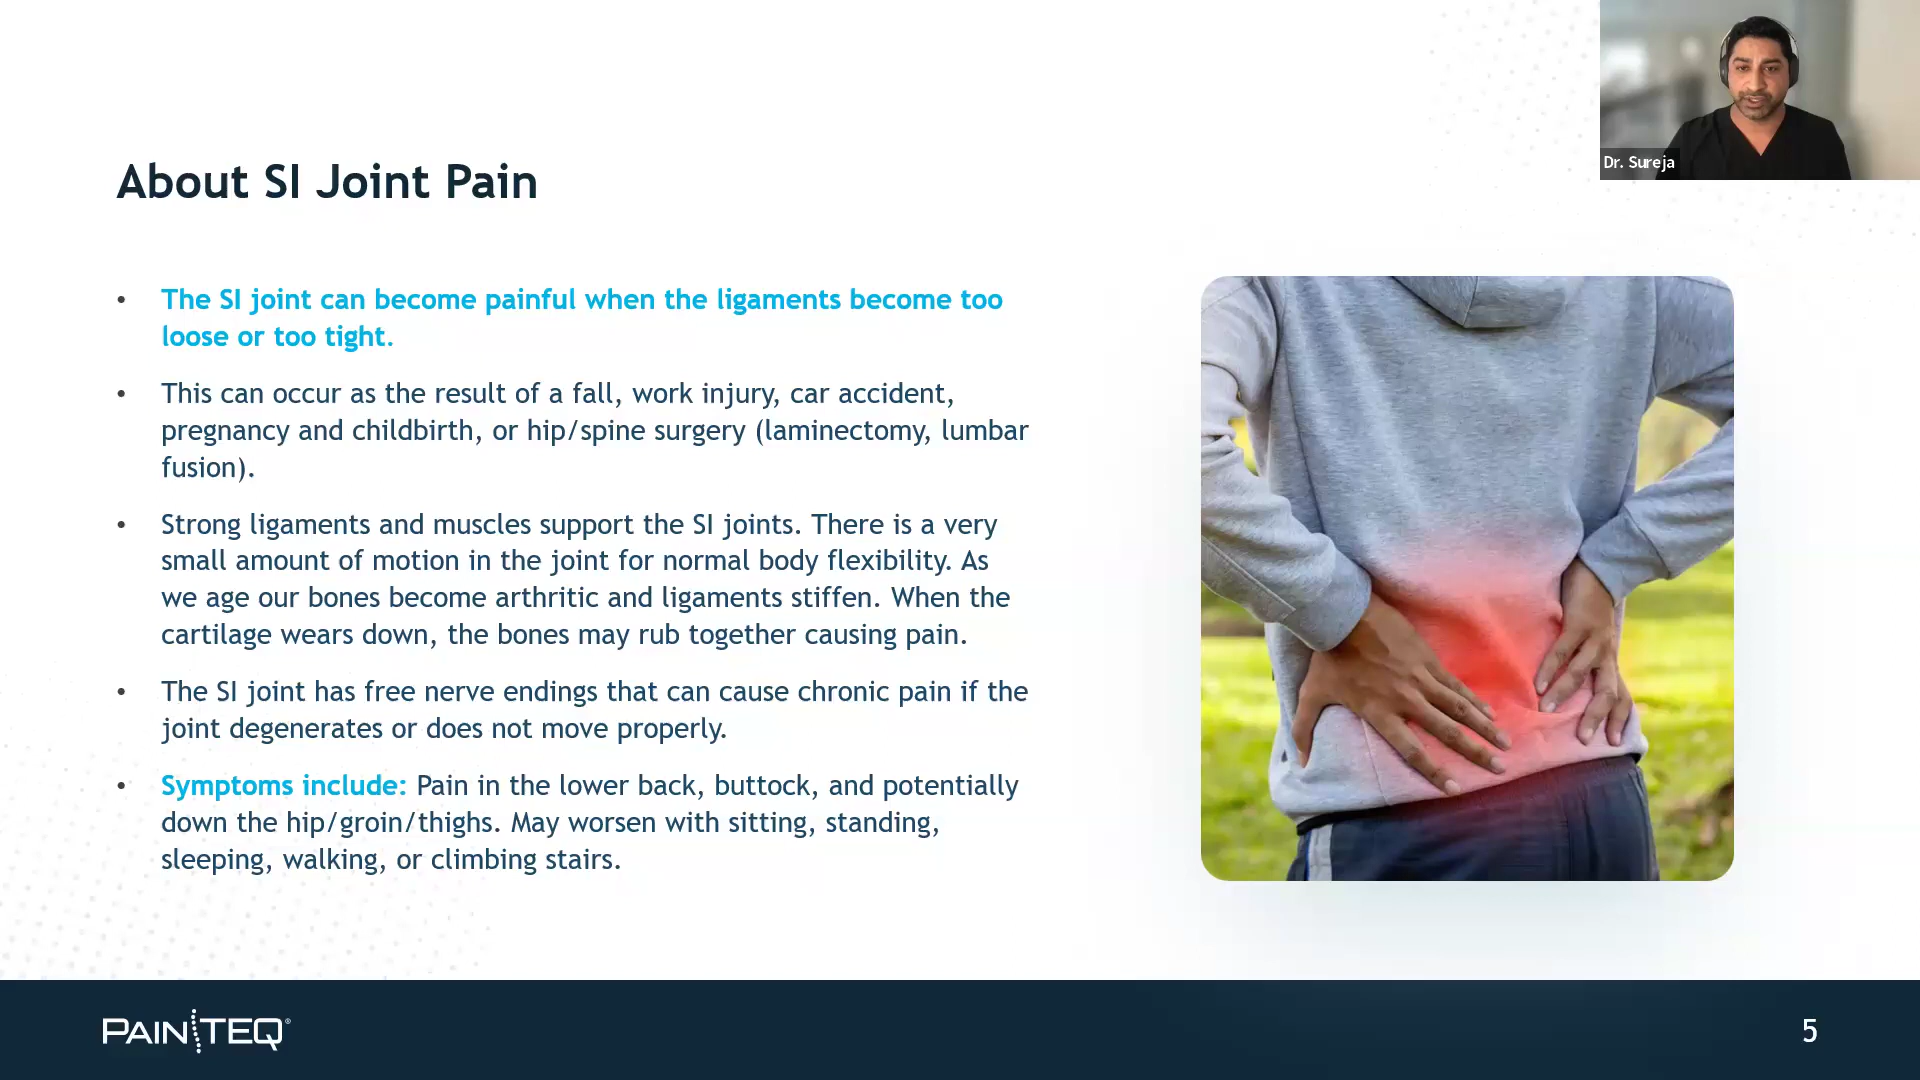 Dr. Sureja
About SI Joint Pain
• The SI joint can become painful when the ligaments become too
loose or too tight.
• This can occur as the result of a fall, work injury, car accident,
pregnancy and childbirth, or hip/spine surgery (laminectomy, lumbar
fusion).
• Strong ligaments and muscles support the SI joints. There is a very
small amount of motion in the joint for normal body flexibility. As
we age our bones become arthritic and ligaments stiffen. When the
cartilage wears down, the bones may rub together causing pain.
• The SI joint has free nerve endings that can cause chronic pain if the
joint degenerates or does not move properly.
• Symptoms include: Pain in the lower back, buttock, and potentially
down the hip/groin/thighs. May worsen with sitting, standing,
sleeping, walking, or climbing stairs.
PAINTEQ®
5